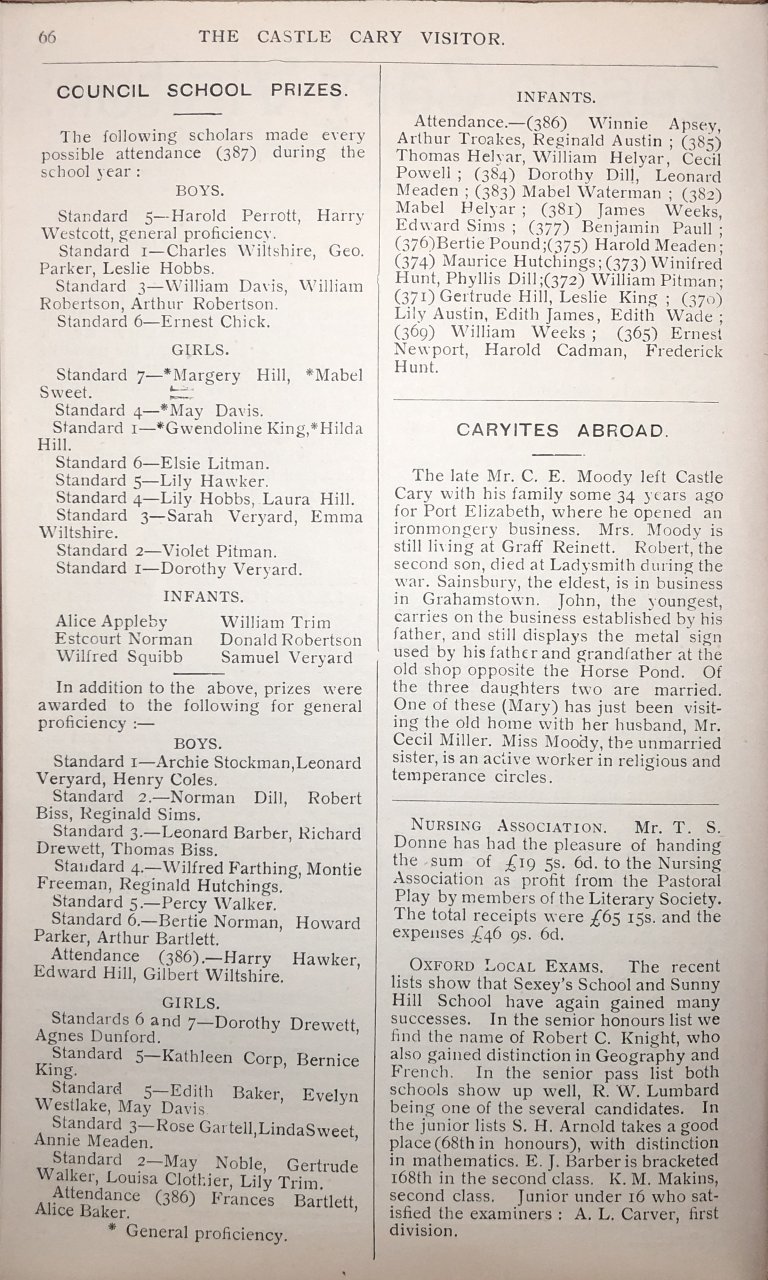 66
THE CASTLE CARY VISITOR.
COUNCIL SCHOOL PRIZES.
The following scholars made every
possible attendance (387) during the
school year :
BOYS.
Standard 5—Harold Perrott, Harry
Westcott, general proficiency.
Standard 1—Charles Wiltshire, Geo.
Parker, Leslie Hobbs.
Standard 3—William Davis, William
Robertson, Arthur Robertson.
Standard 6—Ernest Chick.
GIRLS.
Standard 7—*Margery Hill, *Mabel
Sweet.
Standard 4—*May Davis.
Standard 1—*Gwendoline King,*Hilda
Hill.
Standard 6—Elsie Litman.
Standard 5—Lily Hawker.
Standard 4—Lily Hobbs, Laura Hill.
Standard 3—Sarah Veryard, Emma
Wiltshire.
Standard 2—Violet Pitman.
Standard 1—Dorothy Veryard.
INFANTS.
Alice Appleby William Trim
Estcourt Norman Donald Robertson
Wilfred Squibb Samuel Veryard
In addition to the above, prizes were
awarded to the following for general
proficiency :—
BOYS.
Standard 1—Archie Stockman,Leonard
Veryard, Henry Coles.
Standard 2.—Norman Dill, Robert
Biss, Reginald Sims.
Standard 3.—Leonard Barber, Richard
Drewett, Thomas Biss.
Standard 4.—Wilfred Farthing, Montie
Freeman, Reginald Hutchings.
Standard 5.—Percy Walker.
Standard 6.—Bertie Norman, Howard
Parker, Arthur Bartlett.
Attendance (386).—Harry Hawker,
Edward Hill, Gilbert Wiltshire.
GIRLS.
Standards 6 and 7—Dorothy Drewett,
Agnes Dunford.
Standard 5—Kathleen Corp, Bernice
King.
Standard 5—Edith Baker, Evelyn
Westlake, May Davis
Standard 3—Rose Gartell,Linda Sweet,
Annie Meaden.
Standard 2—May Noble, Gertrude
Walker, Louisa Clothier, Lily Trim.
Attendance (386) Frances Bartlett,
Alice Baker.
* General proficiency.
INFANTS.
Attendance.—(386) Winnie Apsey,
Arthur Troakes, Reginald Austin ; (385)
Thomas Helyar, William Helyar, Cecil
Powell ; (384) Dorothy Dill, Leonard
Meaden ; (383) Mabel Waterman ; (382)
Mabel Helyar ; (381) James Weeks,
Edward Sims ; (377) Benjamin Paull ;
(376)Bertie Pound;(375) Harold Meaden;
(374) Maurice Hutchings; (373) Winifred
Hunt, Phyllis Dill;(372) William Pitman;
(371) Gertrude Hill, Leslie King ; (370)
Lily Austin, Edith James, Edith Wade ;
(369) William Weeks ; (365) Ernest
Newport, Harold Cadman, Frederick
Hunt.
CARYITES ABROAD.
The late Mr. C. E. Moody left Castle
Cary with his family some 34 years ago
for Port Elizabeth, where he opened an
ironmongery business. Mrs. Moody is
still living at Graff Reinett. Robert, the
second son, died at Ladysmith during the
war. Sainsbury, the eldest, is in business
in Grahamstown. John, the youngest,
carries on the business established by his
father, and still displays the metal sign
used by his father and grandfather at the
old shop opposite the Horse Pond. Of
the three daughters two are married.
One of these (Mary) has just been visit-
ing the old home with her husband, Mr.
Cecil Miller. Miss Moody, the unmarried
sister, is an active worker in religious and
temperance circles.
NURSING ASSOCIATION. Mr. T. S.
Donne has had the pleasure of handing
the sum of £19 5s. 6d. to the Nursing
Association as profit from the Pastoral
Play by members of the Literary Society.
The total receipts were £65 15s. and the
expenses £46 9s. 6d.
OXFORD LOCAL EXAMS. The recent
lists show that Sexey's School and Sunny
Hill School have again gained many
successes. In the senior honours list we
find the name of Robert C. Knight, who
also gained distinction in Geography and
French. In the senior pass list both
schools show up well, R. W. Lumbard
being one of the several candidates. In
the junior lists S. H. Arnold takes a good
place (68th in honours), with distinction
in mathematics. E. J. Barber is bracketed
168th in the second class. K. M. Makins,
second class. Junior under 16 who sat-
isfied the examiners : A. L. Carver, first
division.